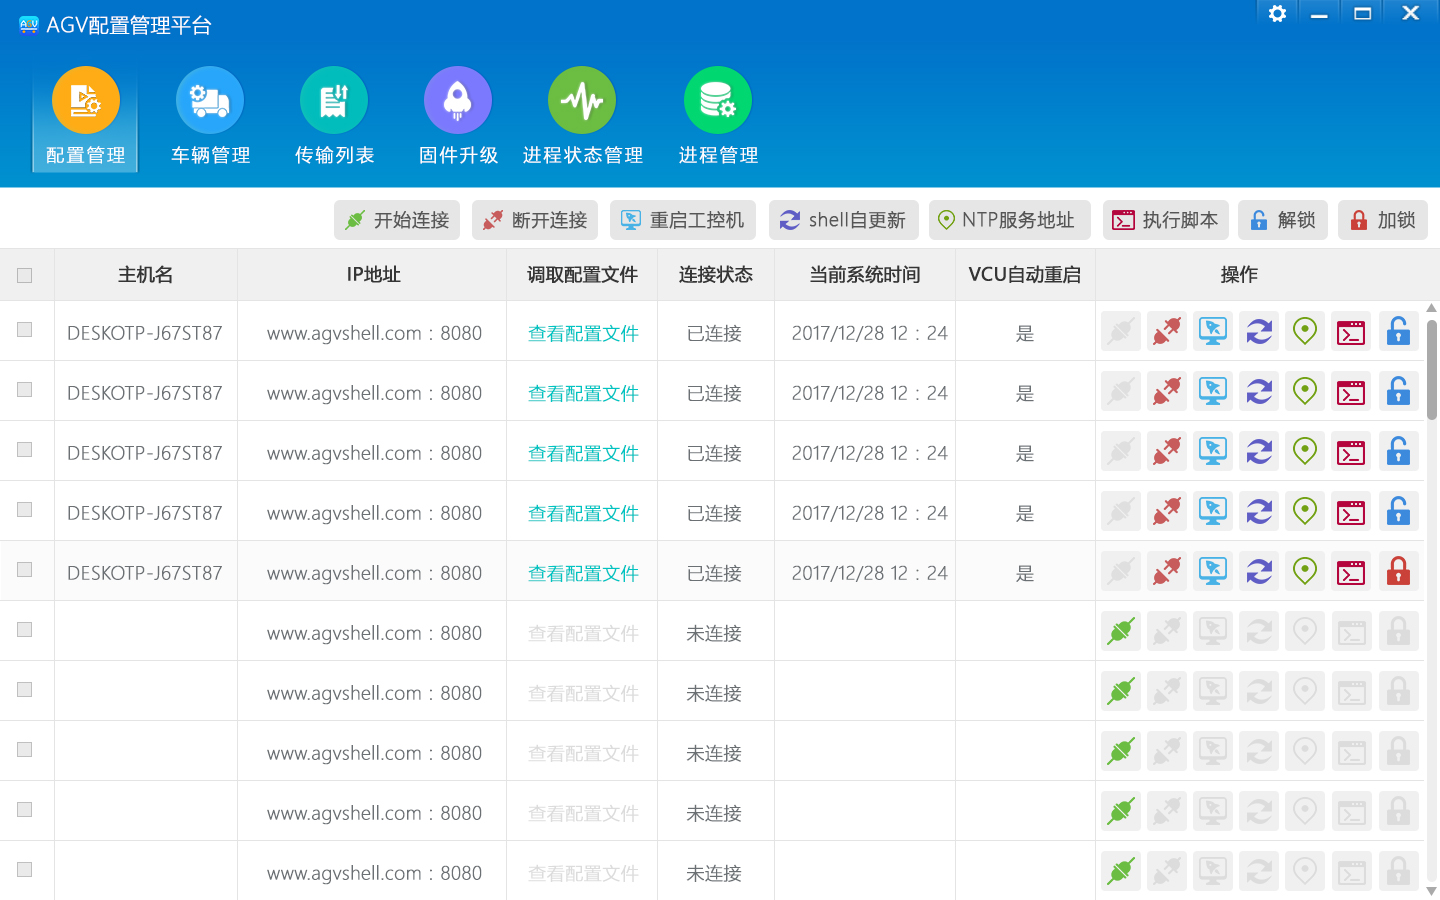 AGV配置管理平台
配置管理 车辆管理 传输列表 固件升级 进程状态管理 进程管理
开始连接 断开连接 重启工控机 shell自更新 NTP服务地址 执行脚本 解锁 加锁
主机名 IP地址 调取配置文件 连接状态 当前系统时间 VCU自动重启 操作
DESKOTP-J67ST87 www.agvshell.com : 8080 查看配置文件 已连接 2017/12/28 12 : 24 是
DESKOTP-J67ST87 www.agvshell.com : 8080 查看配置文件 已连接 2017/12/28 12 : 24 是
DESKOTP-J67ST87 www.agvshell.com : 8080 查看配置文件 已连接 2017/12/28 12 : 24 是
DESKOTP-J67ST87 www.agvshell.com : 8080 查看配置文件 已连接 2017/12/28 12 : 24 是
DESKOTP-J67ST87 www.agvshell.com : 8080 查看配置文件 已连接 2017/12/28 12 : 24 是
www.agvshell.com : 8080 查看配置文件 未连接
www.agvshell.com : 8080 查看配置文件 未连接
www.agvshell.com : 8080 查看配置文件 未连接
www.agvshell.com : 8080 查看配置文件 未连接
www.agvshell.com : 8080 查看配置文件 未连接